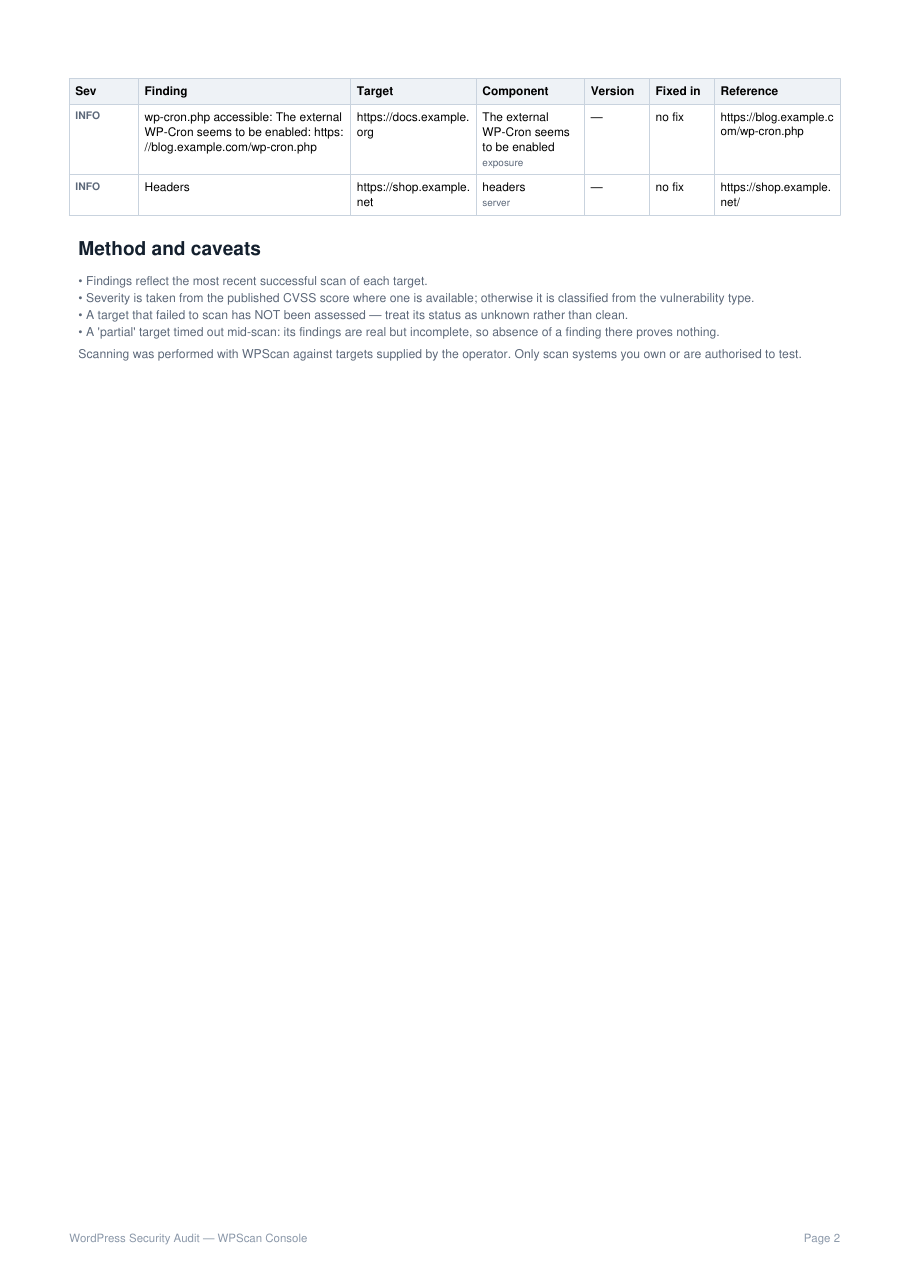 Sev Finding Target Component Version Fixed in Reference
INFO wp-cron.php accessible: The external https://docs.example. The external — no fix https://blog.example.c
WP-Cron seems to be enabled: https: org WP-Cron seems om/wp-cron.php
//blog.example.com/wp-cron.php to be enabled
exposure
INFO Headers https://shop.example. headers — no fix https://shop.example.
net server net/
Method and caveats
• Findings reflect the most recent successful scan of each target.
• Severity is taken from the published CVSS score where one is available; otherwise it is classified from the vulnerability type.
• A target that failed to scan has NOT been assessed — treat its status as unknown rather than clean.
• A 'partial' target timed out mid-scan: its findings are real but incomplete, so absence of a finding there proves nothing.
Scanning was performed with WPScan against targets supplied by the operator. Only scan systems you own or are authorised to test.
WordPress Security Audit — WPScan Console Page 2